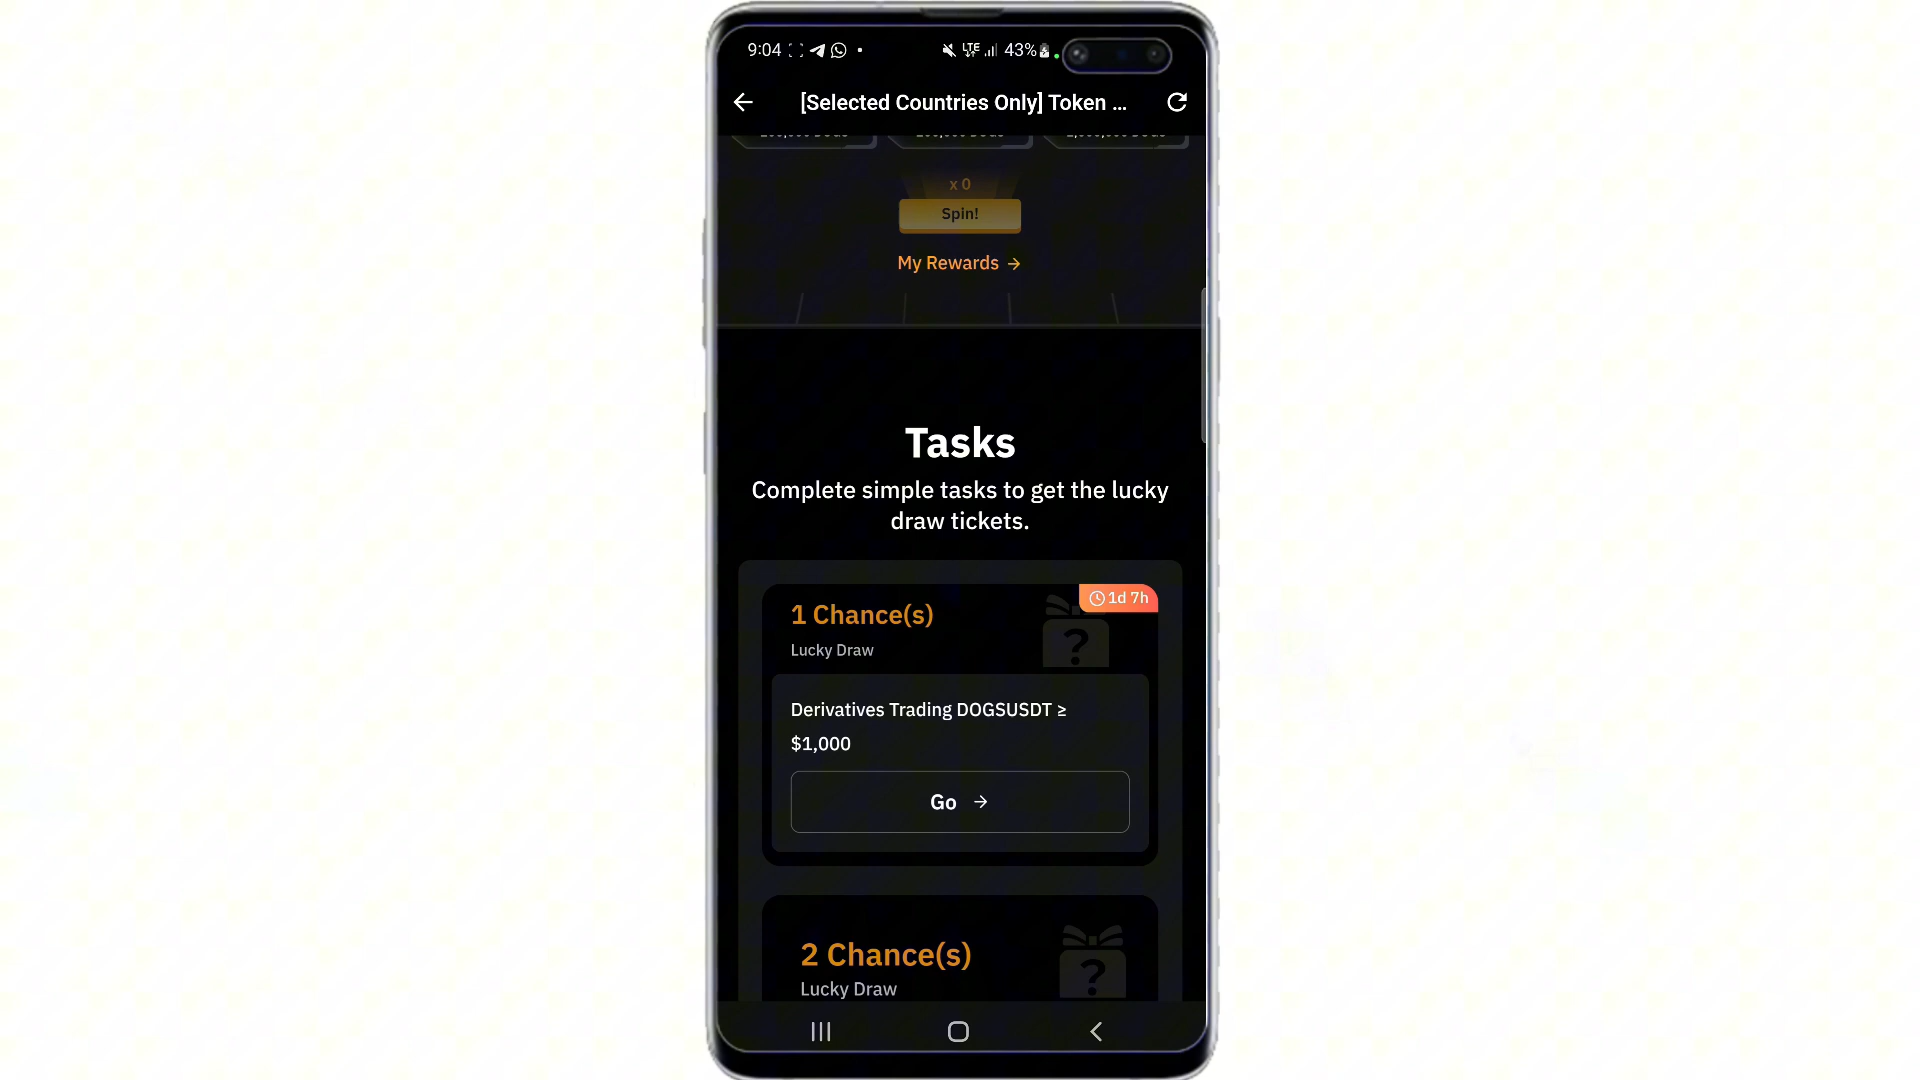 9:04
LTE
43%
[Selected Countries Only] Token ...
x 0
Spin!
My Rewards →
Tasks
Complete simple tasks to get the lucky
draw tickets.
1d 7h
1 Chance(s)
?
Lucky Draw
Derivatives Trading DOGSUSDT ≥
$1,000
Go →
2 Chance(s)
?
Lucky Draw